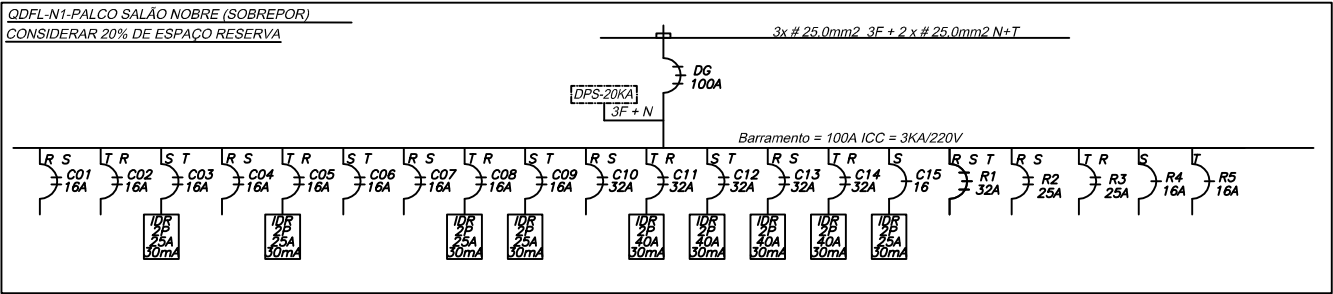 QDFL-N1-PALCO SALÃO NOBRE (SOBREPOR)
CONSIDERAR 20% DE ESPAÇO RESERVA
3x # 25,0mm2 3F + 2 x # 25,0mm2 N+T
DG
100A
DPS-20KA
3F + N
Barramento = 100A ICC = 3KA/220V
R S
C01
16A
T R
C02
16A
S T
C03
16A
IDR
2P
25A
30mA
R S
C04
16A
T R
C05
16A
IDR
2P
25A
30mA
S T
C06
16A
R S
C07
16A
T R
C08
16A
IDR
2P
25A
30mA
S T
C09
16A
IDR
2P
25A
30mA
R S
C10
32A
T R
C11
32A
IDR
2P
40A
30mA
S T
C12
32A
IDR
2P
40A
30mA
R S
C13
32A
IDR
2P
40A
30mA
T R
C14
32A
IDR
2P
40A
30mA
S
C15
16
IDR
2P
25A
30mA
R S T
R1
32A
R S
R2
25A
T R
R3
25A
S
R4
16A
T
R5
16A